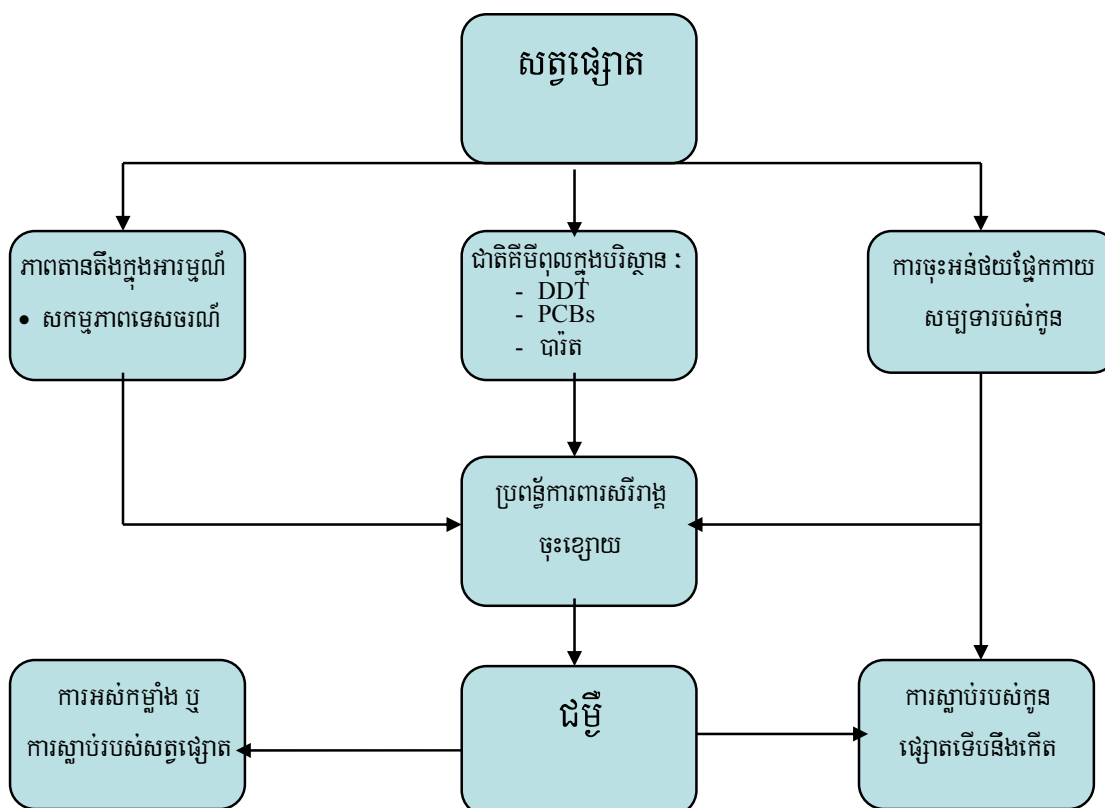 សត្វផ្សោត
ភាពតានតឹងក្នុងអារម្មណ៍
• សកម្មភាពទេសចរណ៍
ជាតិគីមីពុលក្នុងបរិស្ថាន :
- DDT
- PCBs
- បារ៉ត
ការចុះអន់ថយផ្នែកកាយ
សម្បទារបស់កូន
ប្រពន្ធ័ការពារសរីរាង្គ
ចុះខ្សោយ
ការអស់កម្លាំង ឬ
ការស្លាប់របស់សត្វផ្សោត
ជម្ងឺ
ការស្លាប់របស់កូន
ផ្សោតទើបនឹងកើត